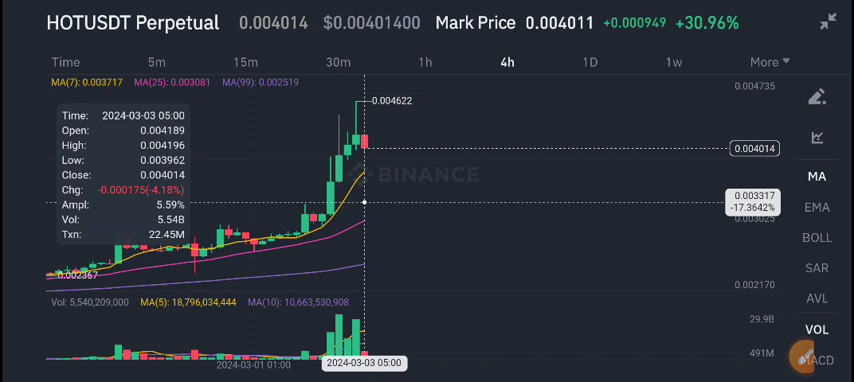 HOTUSDT Perpetual 0.004014 $0.00401400 Mark Price 0.004011 +0.000949 +30.96%
Time 5m 15m 30m 1h 4h 1D 1w More
MA(7): 0.003717 MA(25): 0.003081 MA(99): 0.002519
0.004735
0.004622
Time: 2024-03-03 05:00
Open: 0.004189
High: 0.004196
Low: 0.003962
Close: 0.004014
Chg: -0.000175(-4.18%)
Ampl: 5.59%
Vol: 5.54B
Txn: 22.45M
0.004014
BINANCE
0.003317
-17.3642%
0.003025
0.002367
0.002170
Vol: 5,540,209,000 MA(5): 18,796,034,444 MA(10): 10,663,530,908
29.9B
491M
2024-03-01 01:00 2024-03-03 05:00
MA
EMA
BOLL
SAR
AVL
VOL
MACD